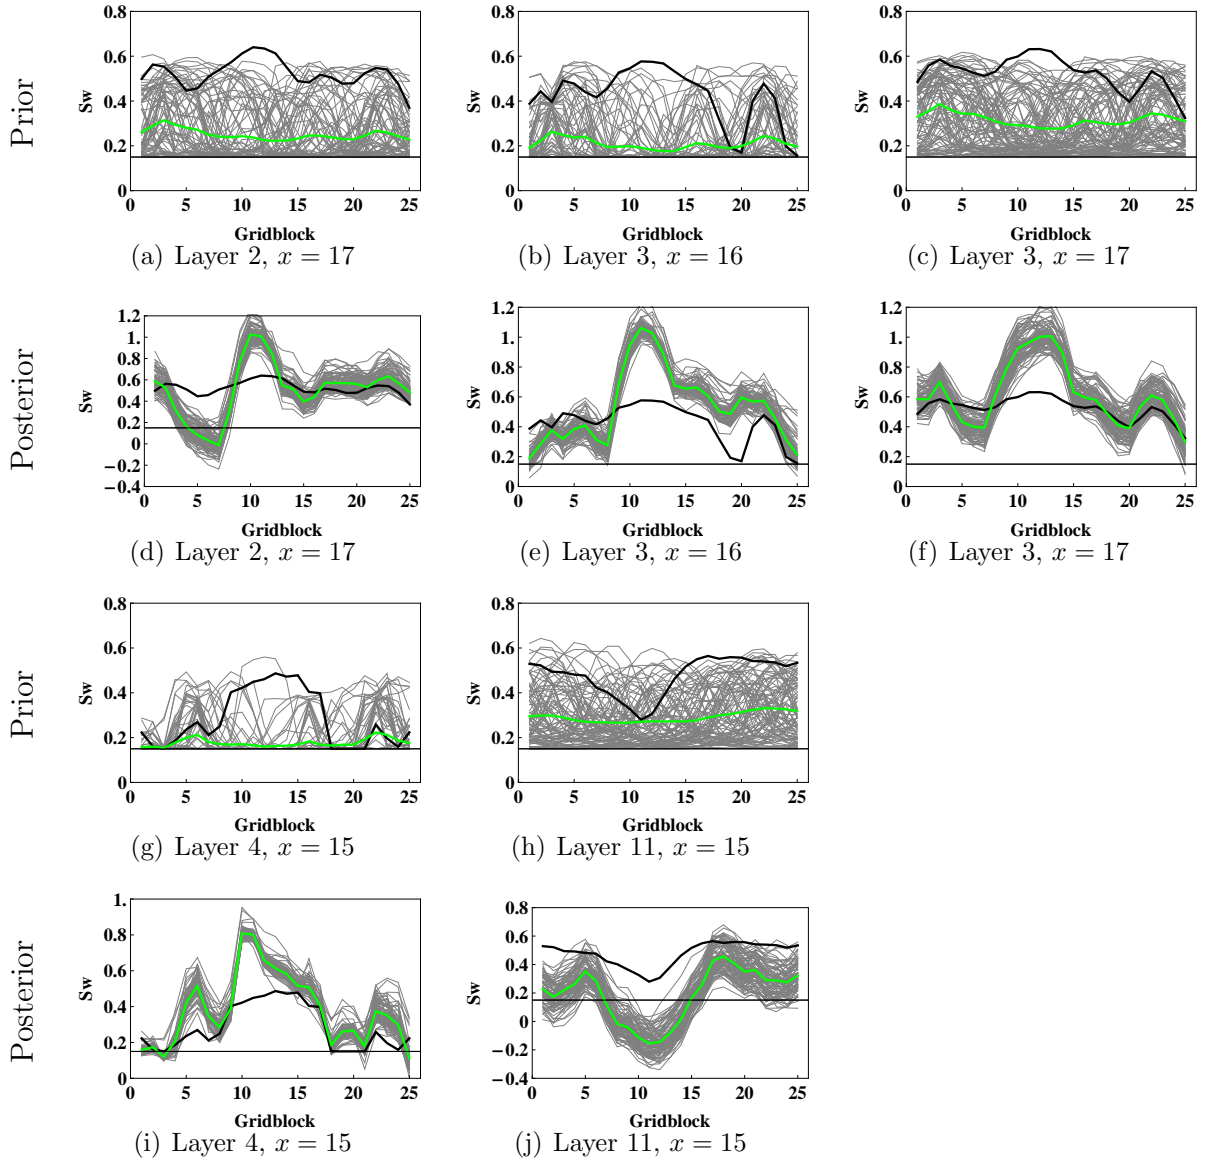 Prior
0.8
0.6
0.4
0.2
0
Sw
0 5 10 15 20 25
Gridblock
(a) Layer 2, x = 17
0.8
0.6
0.4
0.2
0
Sw
0 5 10 15 20 25
Gridblock
(b) Layer 3, x = 16
0.8
0.6
0.4
0.2
0
Sw
0 5 10 15 20 25
Gridblock
(c) Layer 3, x = 17
Posterior
1.2
1.
0.8
0.6
0.4
0.2
0
−0.2
−0.4
Sw
0 5 10 15 20 25
Gridblock
(d) Layer 2, x = 17
1.2
1.
0.8
0.6
0.4
0.2
0
Sw
0 5 10 15 20 25
Gridblock
(e) Layer 3, x = 16
1.2
1.
0.8
0.6
0.4
0.2
0
Sw
0 5 10 15 20 25
Gridblock
(f) Layer 3, x = 17
Prior
0.8
0.6
0.4
0.2
0
Sw
0 5 10 15 20 25
Gridblock
(g) Layer 4, x = 15
0.8
0.6
0.4
0.2
0
Sw
0 5 10 15 20 25
Gridblock
(h) Layer 11, x = 15
Posterior
1.
0.8
0.6
0.4
0.2
0
Sw
0 5 10 15 20 25
Gridblock
(i) Layer 4, x = 15
0.8
0.6
0.4
0.2
0
−0.2
−0.4
Sw
0 5 10 15 20 25
Gridblock
(j) Layer 11, x = 15